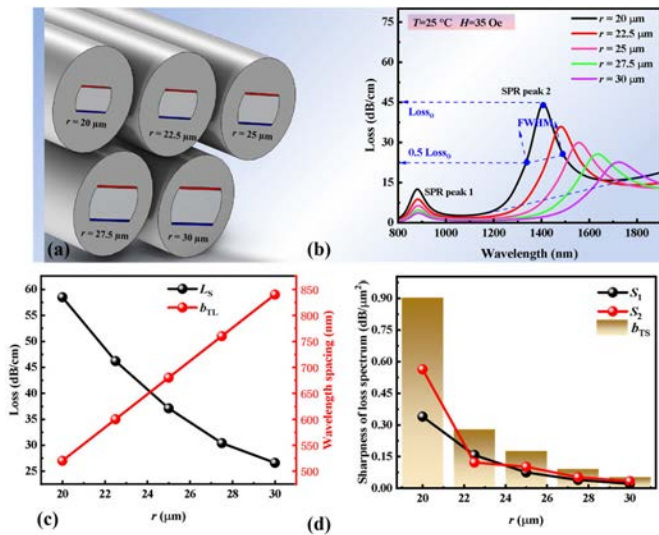 r = 20 μm
r = 22.5 μm
r = 25 μm
r = 27.5 μm
r = 30 μm
(a)
T=25 °C H=35 Oe
r = 20 μm
r = 22.5 μm
r = 25 μm
r = 27.5 μm
r = 30 μm
SPR peak 2
Loss₀
FWHM
0.5 Loss₀
SPR peak 1
(b)
Loss (dB/cm)
75
60
45
30
15
0
800 1000 1200 1400 1600 1800
Wavelength (nm)
60
55
50
45
40
35
30
25
Loss (dB/cm)
L_S
b_TL
850
800
750
700
650
600
550
500
Wavelength spacing (nm)
20 22 24 26 28 30
r (μm)
(c)
Sharpness of loss spectrum (dB/μm²)
0.90
0.75
0.60
0.45
0.30
0.15
0.00
S₁
S₂
b_TS
20 22 24 26 28 30
r (μm)
(d)